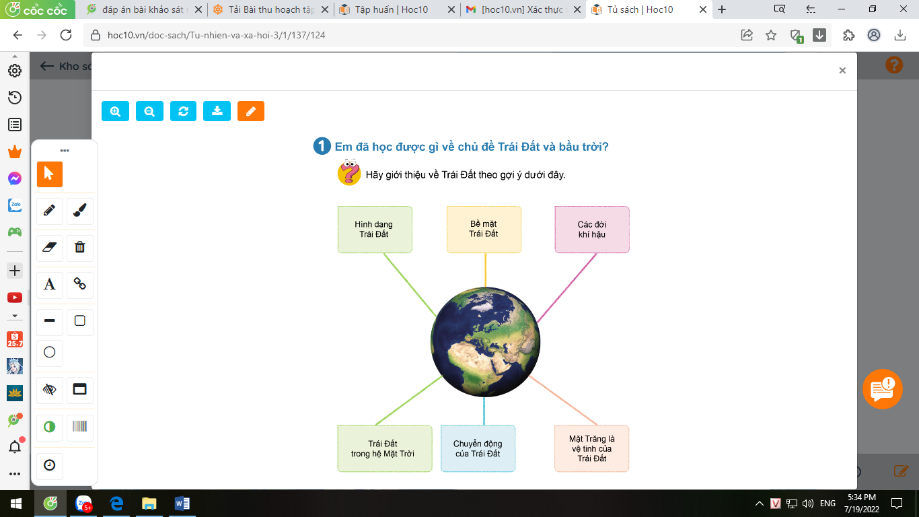 CỐC CỐC
đáp án bài khảo sát
Tải Bài thu hoạch tập
Tập huấn | Hoc10
[hoc10.vn] Xác thực
Tủ sách | Hoc10
hoc10.vn/doc-sach/Tu-nhien-va-xa-hoi-3/1/137/124
Kho
1 Em đã học được gì về chủ đề Trái Đất và bầu trời?
Hãy giới thiệu về Trái Đất theo gợi ý dưới đây.
Hình dạng
Trái Đất
Bề mặt
Trái Đất
Các đới
khí hậu
Trái Đất
trong hệ Mặt Trời
Chuyển động
của Trái Đất
Mặt Trăng là
vệ tinh của
Trái Đất
A
Zalo
25.7
5+
V
ENG
5:34 PM
7/19/2022